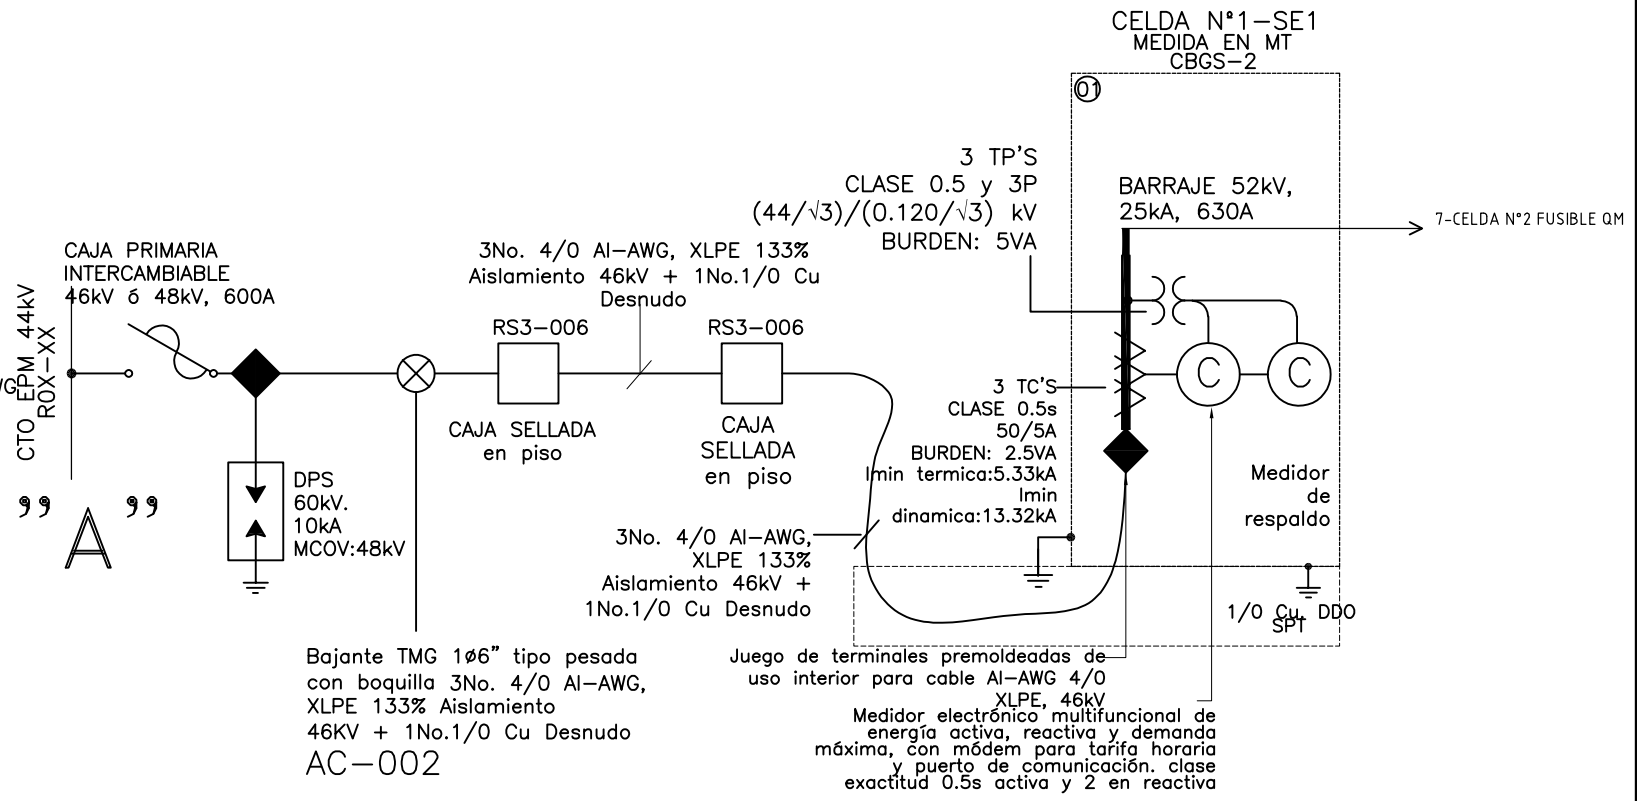 CELDA Nº1-SE1
MEDIDA EN MT
CBGS-2
01
3 TP'S
CLASE 0.5 y 3P
(44/√3)/(0.120/√3) kV
BURDEN: 5VA
BARRAJE 52kV,
25kA, 630A
7-CELDA N°2 FUSIBLE QM
CAJA PRIMARIA
INTERCAMBIABLE
46kV ó 48kV, 600A
3No. 4/0 Al-AWG, XLPE 133%
Aislamiento 46kV + 1No.1/0 Cu
Desnudo
CTO EPM 44kV
R0X-XX
RS3-006
RS3-006
CAJA SELLADA
en piso
CAJA
SELLADA
en piso
C
C
3 TC'S
CLASE 0.5s
50/5A
BURDEN: 2.5VA
Imin termica:5.33kA
Imin
dinamica:13.32kA
Medidor
de
respaldo
DPS
60kV.
10kA
MCOV:48kV
"A"
3No. 4/0 Al-AWG,
XLPE 133%
Aislamiento 46kV +
1No.1/0 Cu Desnudo
1/0 Cu. DDO
SPT
Bajante TMG 1ø6" tipo pesada
con boquilla 3No. 4/0 Al-AWG,
XLPE 133% Aislamiento
46KV + 1No.1/0 Cu Desnudo
AC-002
Juego de terminales premoldeadas de
uso interior para cable Al-AWG 4/0
XLPE, 46kV
Medidor electrónico multifuncional de
energía activa, reactiva y demanda
máxima, con módem para tarifa horaria
y puerto de comunicación. clase
exactitud 0.5s activa y 2 en reactiva